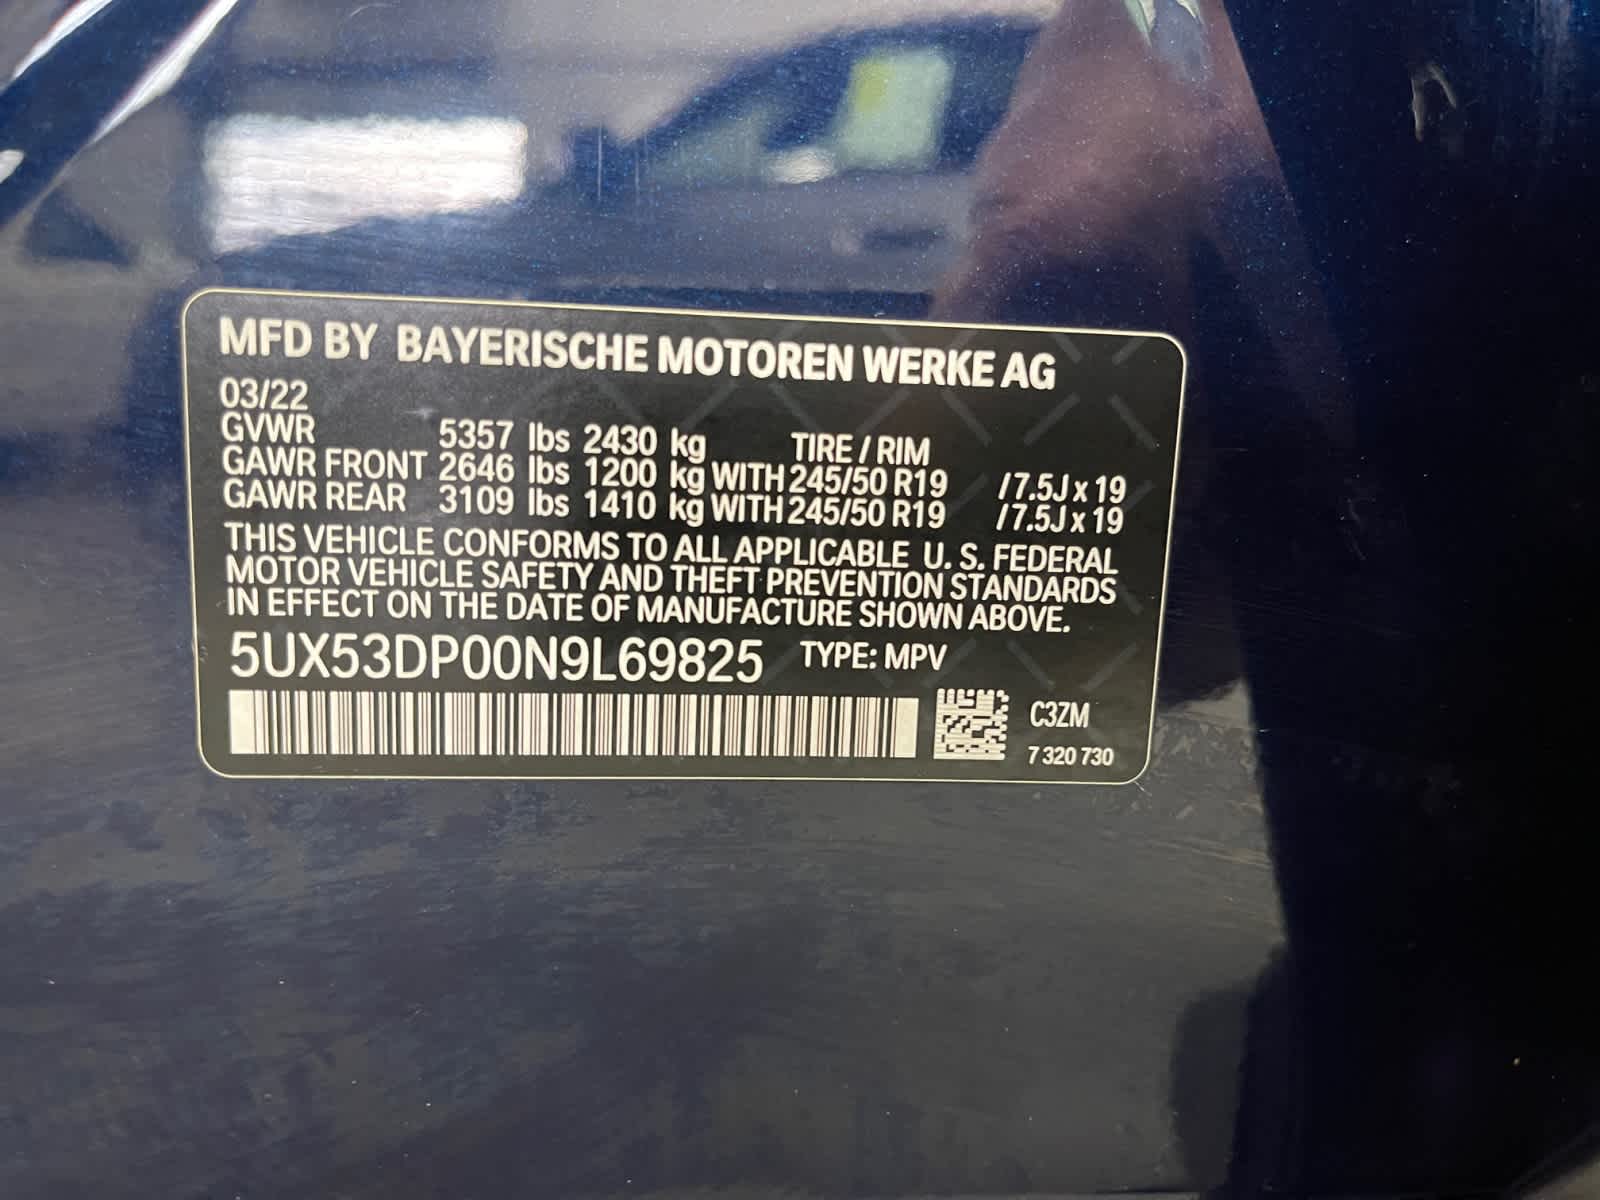 MFD BY BAYERISCHE MOTOREN WERKE AG
03/22
GVWR 5357 lbs 2430 kg TIRE / RIM
GAWR FRONT 2646 lbs 1200 kg WITH 245/50 R19 / 7.5J x 19
GAWR REAR 3109 lbs 1410 kg WITH 245/50 R19 / 7.5J x 19
THIS VEHICLE CONFORMS TO ALL APPLICABLE U. S. FEDERAL
MOTOR VEHICLE SAFETY AND THEFT PREVENTION STANDARDS
IN EFFECT ON THE DATE OF MANUFACTURE SHOWN ABOVE.
5UX53DP00N9L69825 TYPE: MPV
C3ZM
7 320 730